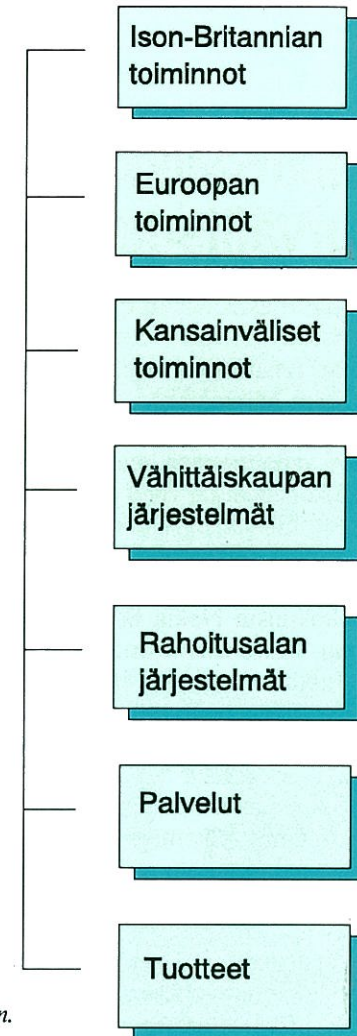 Ison-Britannian
toiminnot
Euroopan
toiminnot
Kansainväliset
toiminnot
Vähittäiskaupan
järjestelmät
Rahoitusalan
järjestelmät
Palvelut
Tuotteet
n.